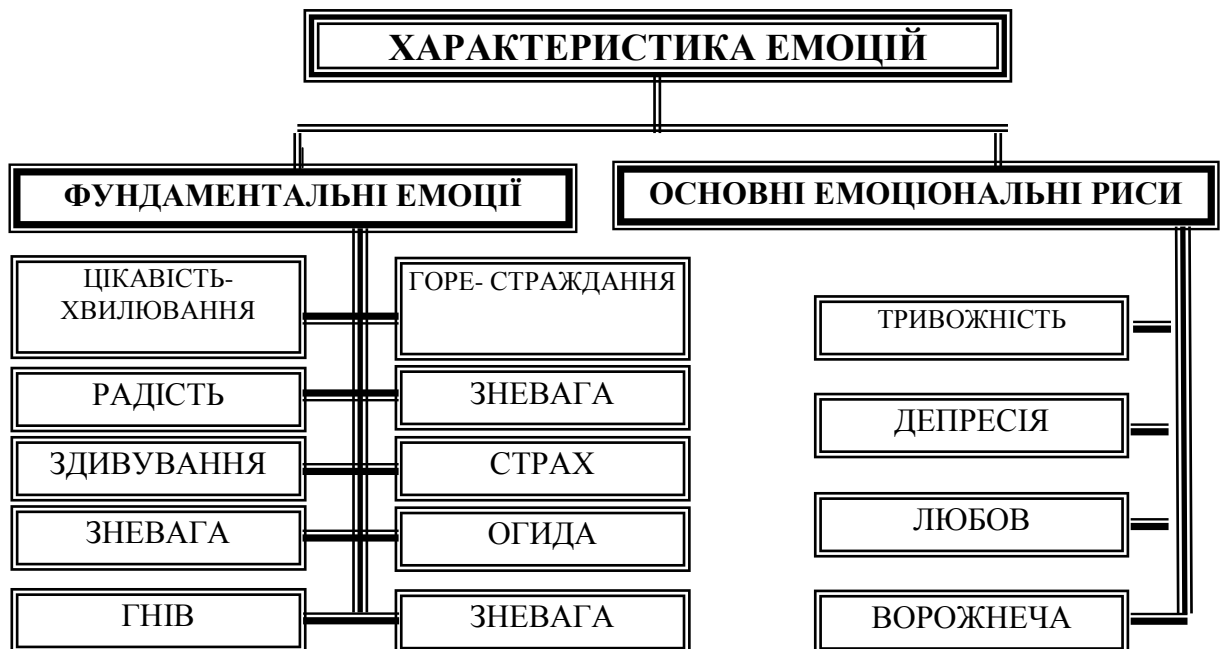 ХАРАКТЕРИСТИКА ЕМОЦІЙ
ФУНДАМЕНТАЛЬНІ ЕМОЦІЇ
ОСНОВНІ ЕМОЦІОНАЛЬНІ РИСИ
ЦІКАВІСТЬ-
ХВИЛЮВАННЯ
ГОРЕ- СТРАЖДАННЯ
РАДІСТЬ
ЗНЕВАГА
ЗДИВУВАННЯ
СТРАХ
ЗНЕВАГА
ОГИДА
ГНІВ
ЗНЕВАГА
ТРИВОЖНІСТЬ
ДЕПРЕСІЯ
ЛЮБОВ
ВОРОЖНЕЧА